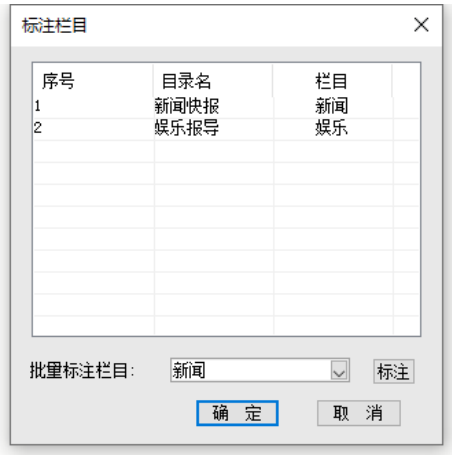 标注栏目
序号 目录名 栏目
1 新闻快报 新闻
2 娱乐报导 娱乐
批量标注栏目: 新闻 标注
确 定 取 消